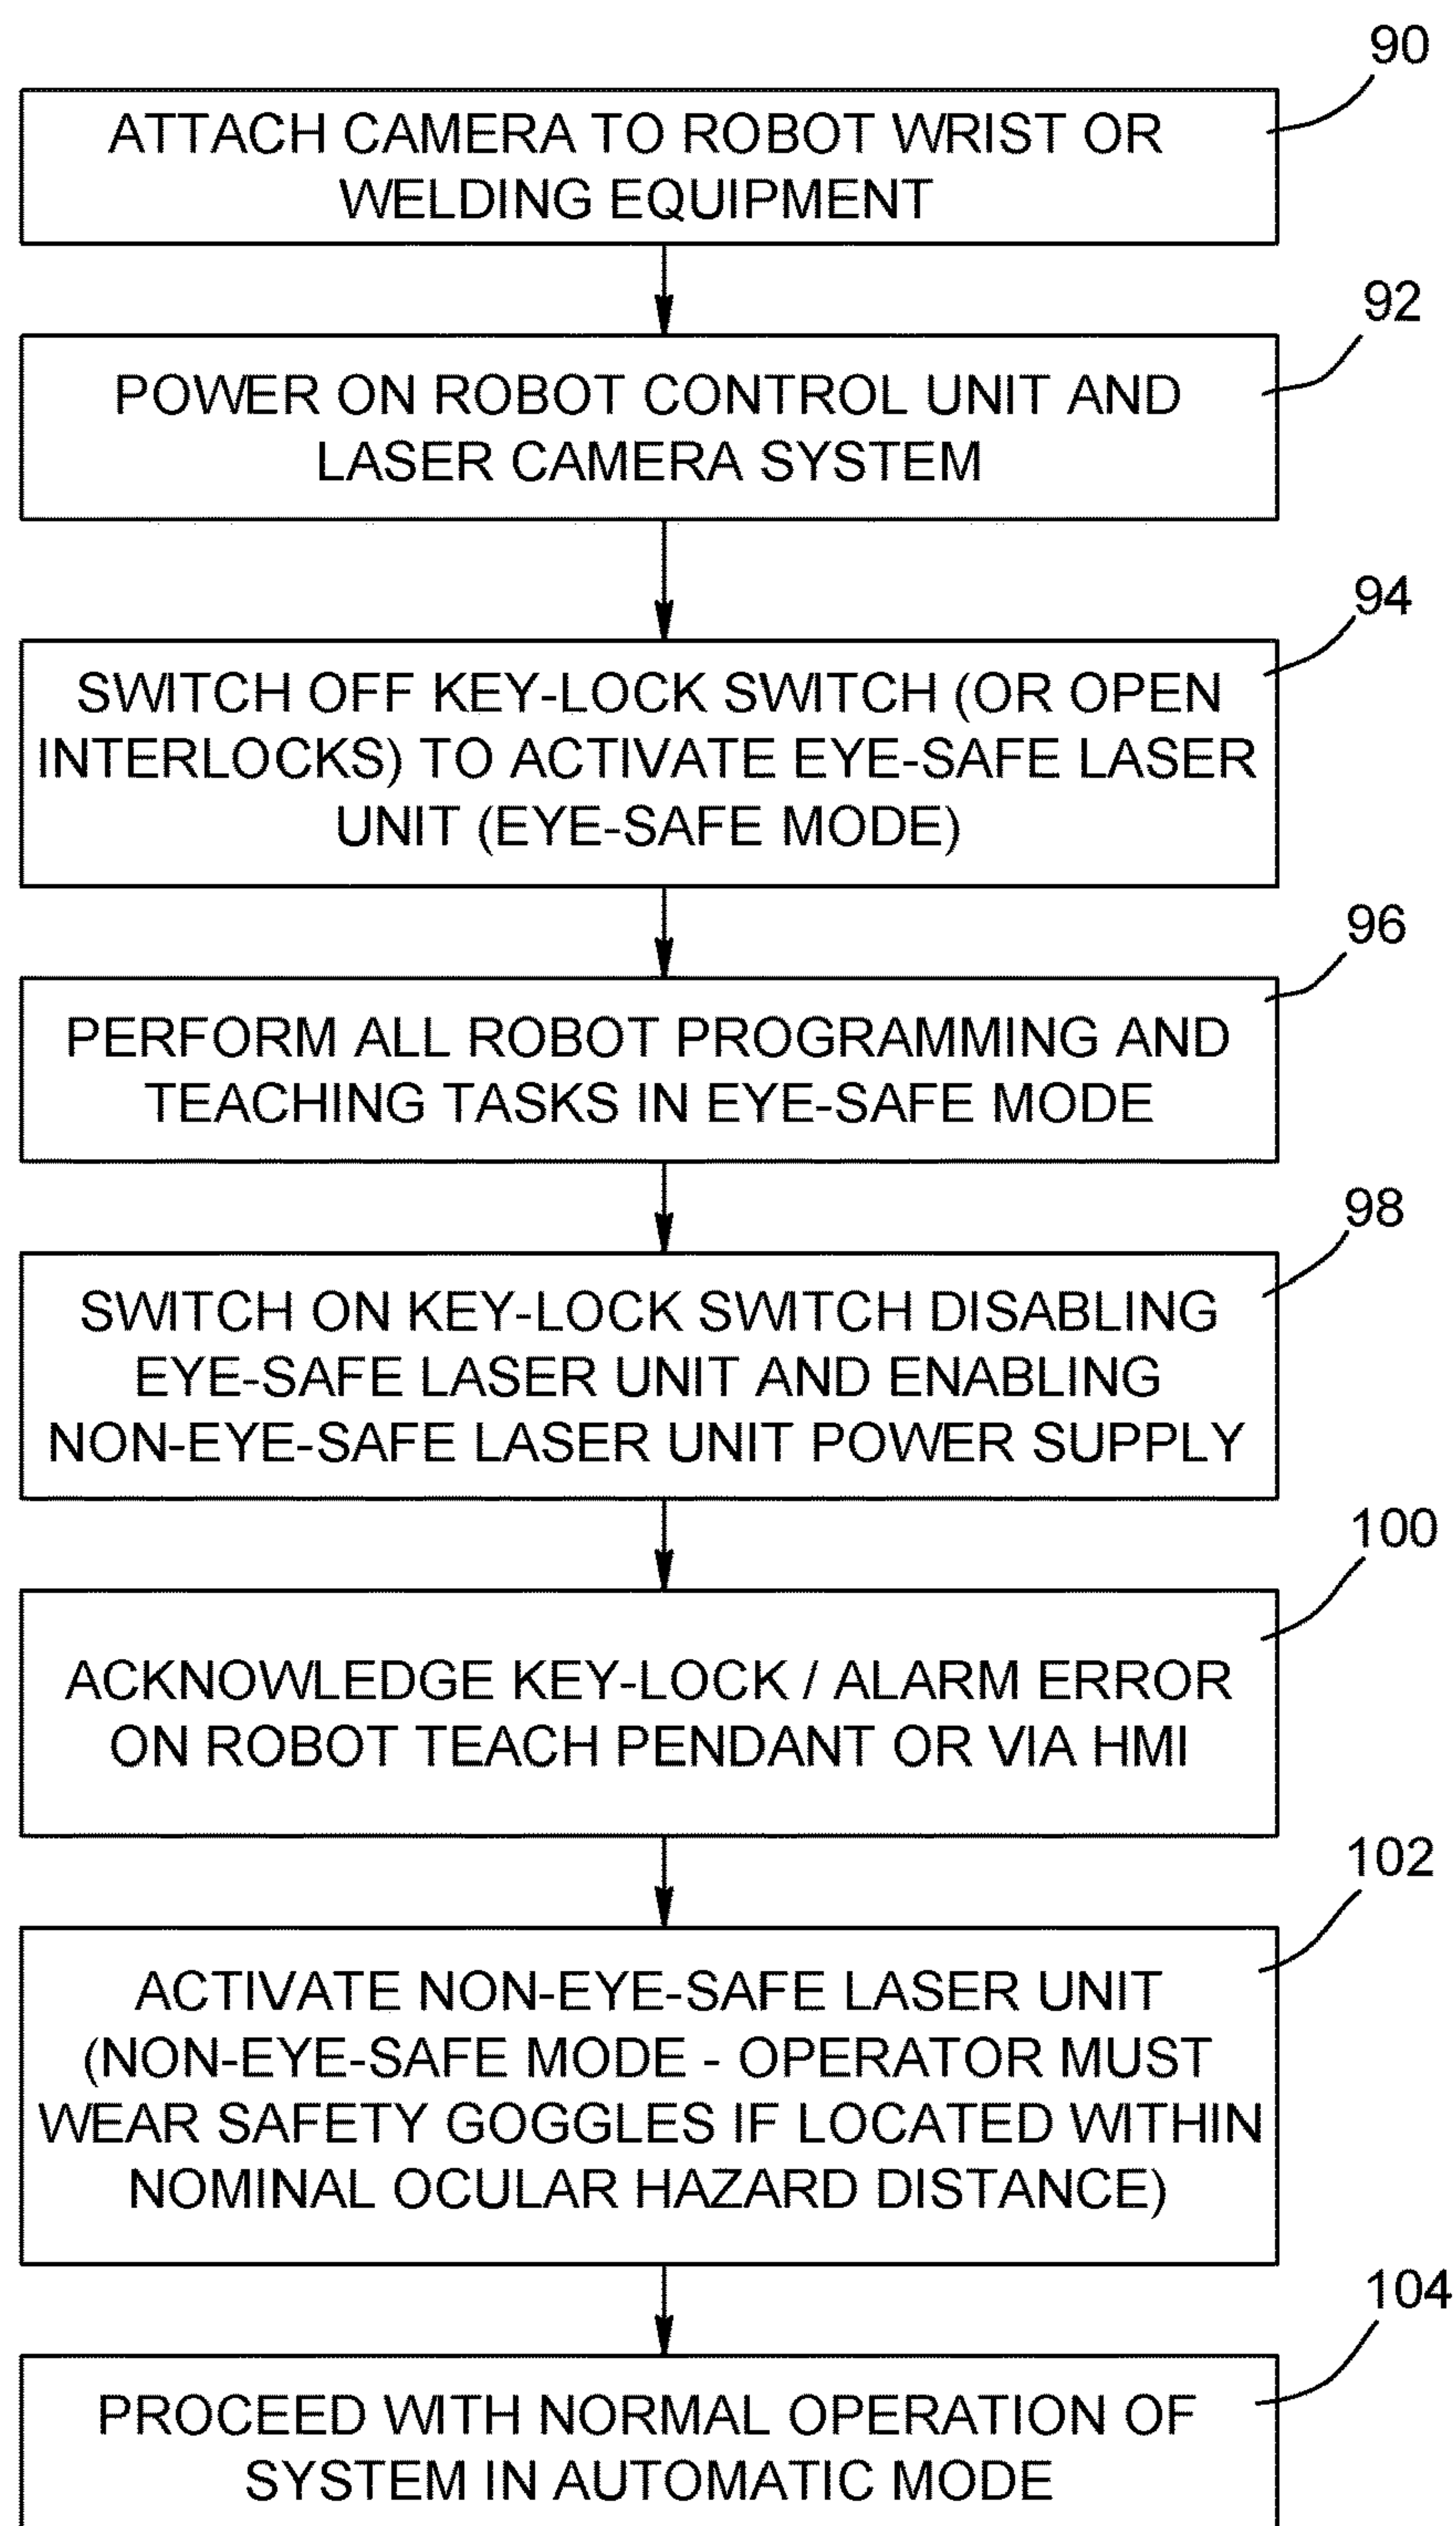 90
ATTACH CAMERA TO ROBOT WRIST OR
WELDING EQUIPMENT
92
POWER ON ROBOT CONTROL UNIT AND
LASER CAMERA SYSTEM
94
SWITCH OFF KEY-LOCK SWITCH (OR OPEN
INTERLOCKS) TO ACTIVATE EYE-SAFE LASER
UNIT (EYE-SAFE MODE)
96
PERFORM ALL ROBOT PROGRAMMING AND
TEACHING TASKS IN EYE-SAFE MODE
98
SWITCH ON KEY-LOCK SWITCH DISABLING
EYE-SAFE LASER UNIT AND ENABLING
NON-EYE-SAFE LASER UNIT POWER SUPPLY
100
ACKNOWLEDGE KEY-LOCK / ALARM ERROR
ON ROBOT TEACH PENDANT OR VIA HMI
102
ACTIVATE NON-EYE-SAFE LASER UNIT
(NON-EYE-SAFE MODE - OPERATOR MUST
WEAR SAFETY GOGGLES IF LOCATED WITHIN
NOMINAL OCULAR HAZARD DISTANCE)
104
PROCEED WITH NORMAL OPERATION OF
SYSTEM IN AUTOMATIC MODE